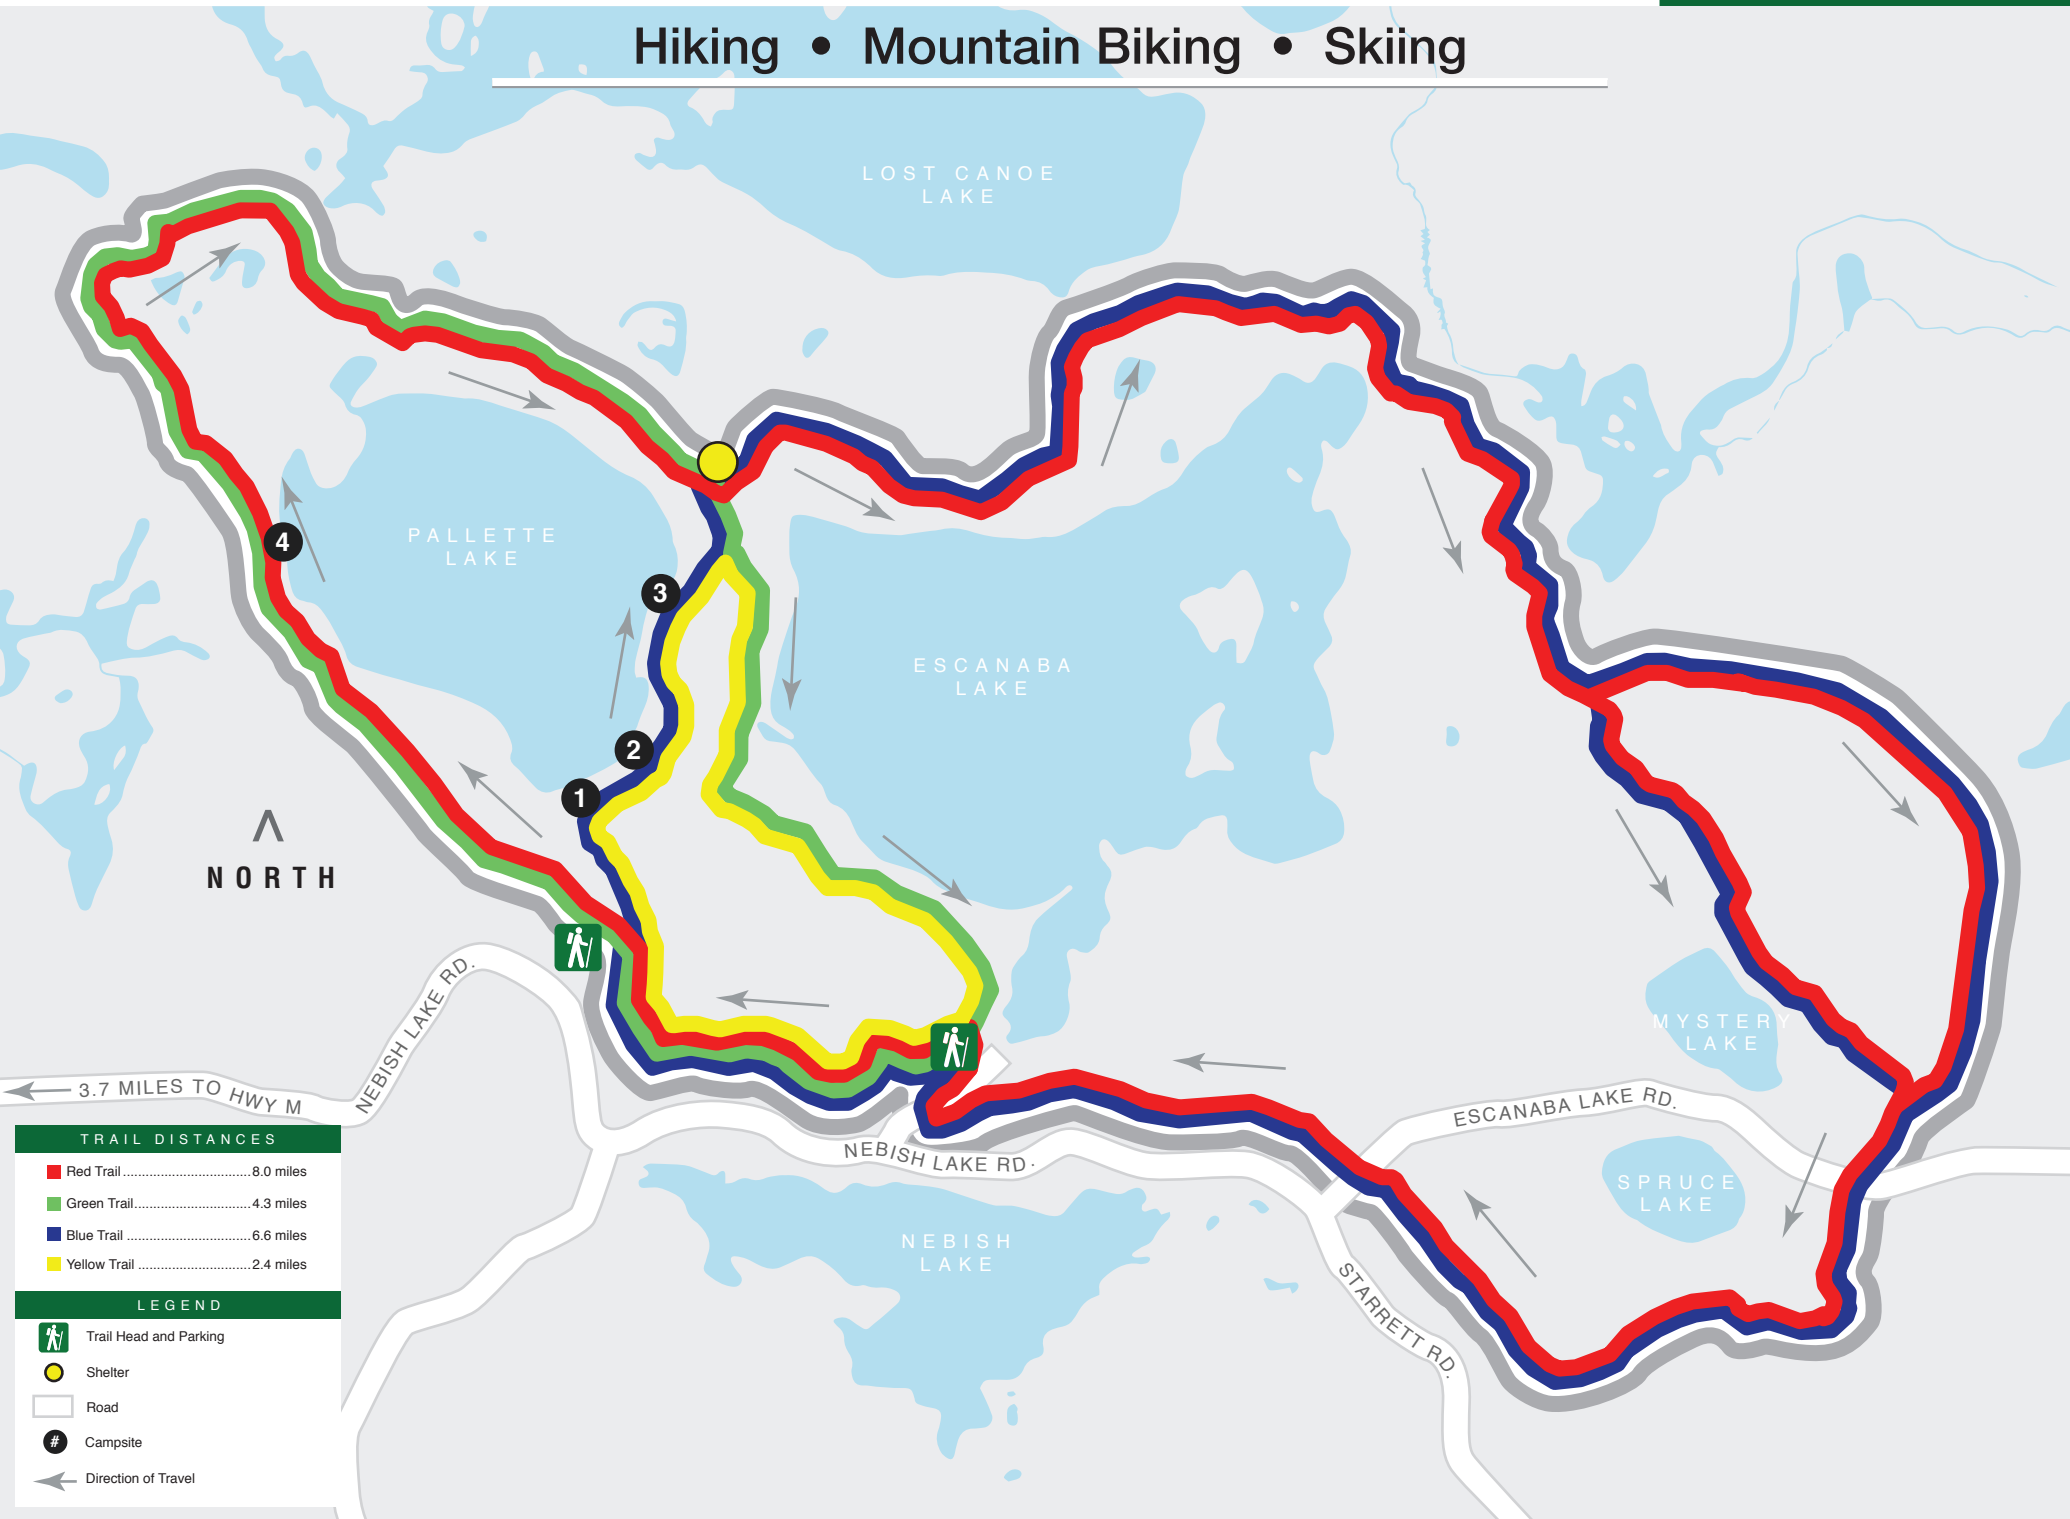 Hiking • Mountain Biking • Skiing
LOST CANOE
LAKE
PALLETTE
LAKE
4
3
ESCANABA
LAKE
2
1
NORTH
NEBISH LAKE RD.
MYSTERY
LAKE
3.7 MILES TO HWY M
ESCANABA LAKE RD.
NEBISH LAKE RD.
SPRUCE
LAKE
NEBISH
LAKE
STARRETT RD.
TRAIL DISTANCES
Red Trail ................................. 8.0 miles
Green Trail.............................. 4.3 miles
Blue Trail ................................ 6.6 miles
Yellow Trail ............................. 2.4 miles
LEGEND
Trail Head and Parking
Shelter
Road
# Campsite
Direction of Travel